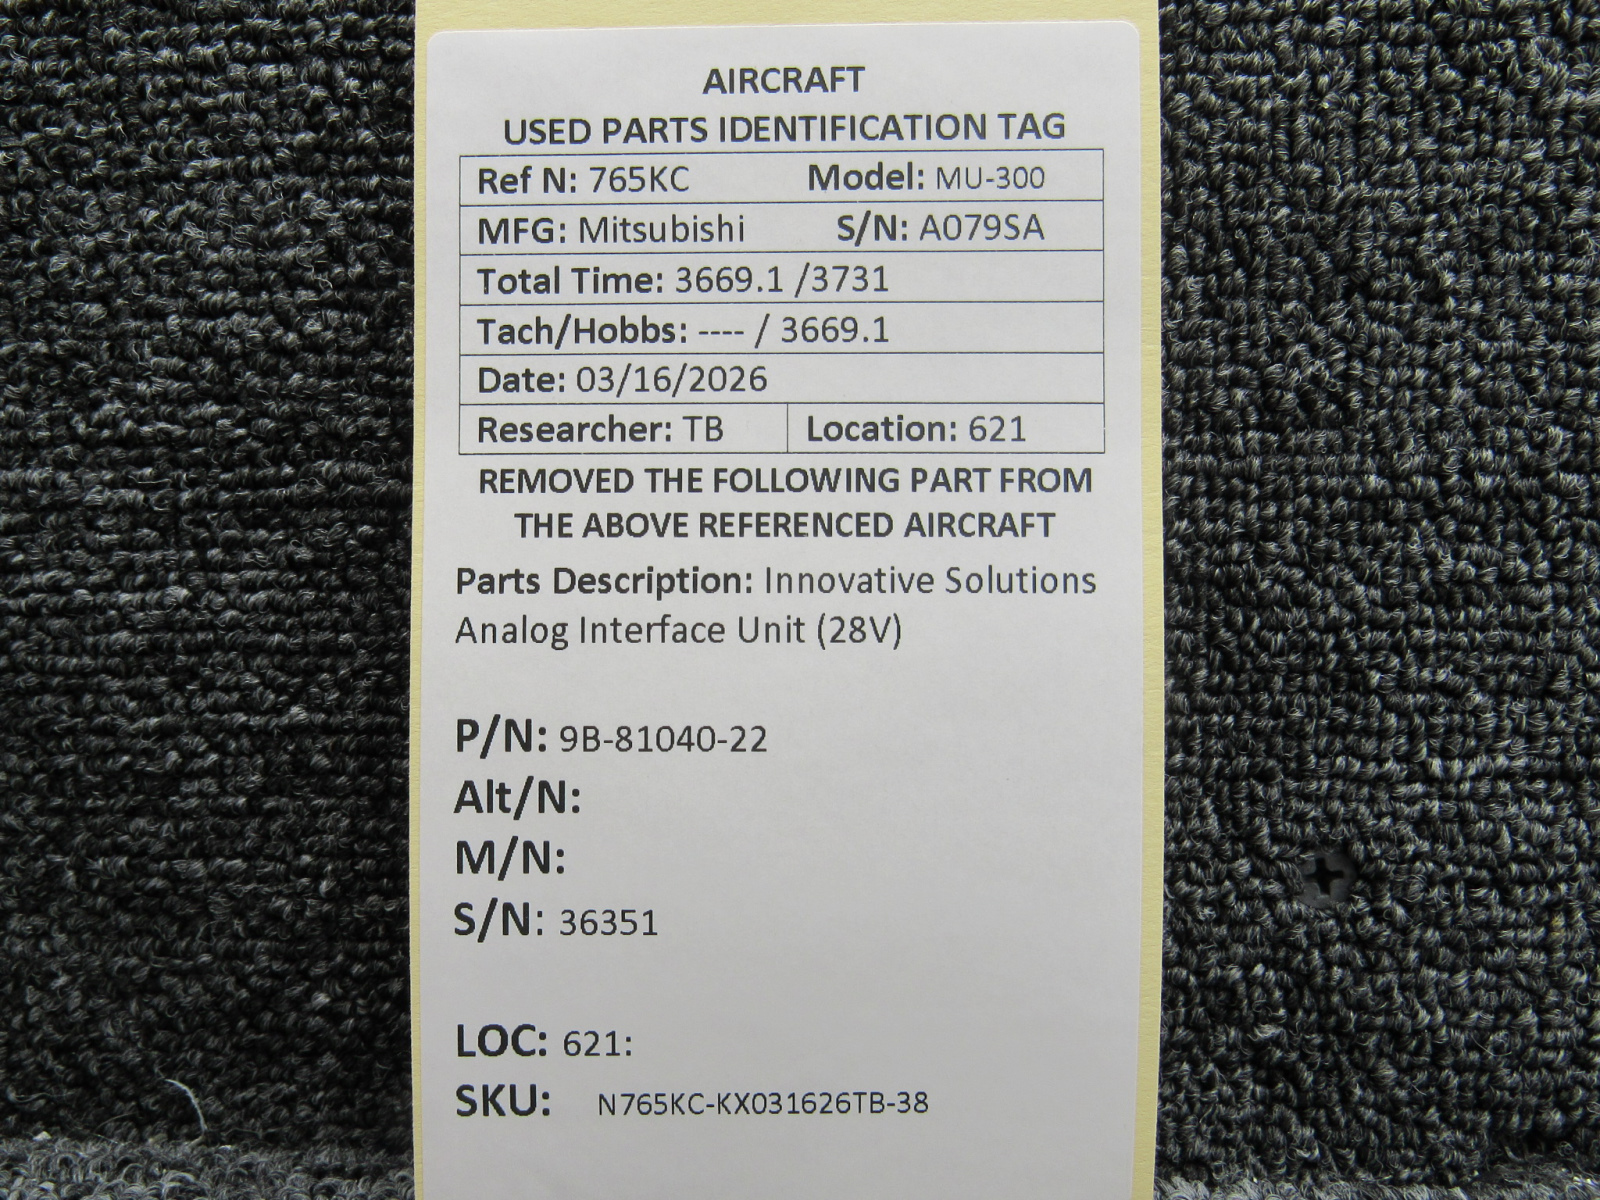 AIRCRAFT
USED PARTS IDENTIFICATION TAG
Ref N: 765KC Model: MU-300
MFG: Mitsubishi S/N: A079SA
Total Time: 3669.1 /3731
Tach/Hobbs: ---- / 3669.1
Date: 03/16/2026
Researcher: TB Location: 621
REMOVED THE FOLLOWING PART FROM
THE ABOVE REFERENCED AIRCRAFT
Parts Description: Innovative Solutions
Analog Interface Unit (28V)
P/N: 9B-81040-22
Alt/N:
M/N:
S/N: 36351
LOC: 621:
SKU: N765KC-KX031626TB-38